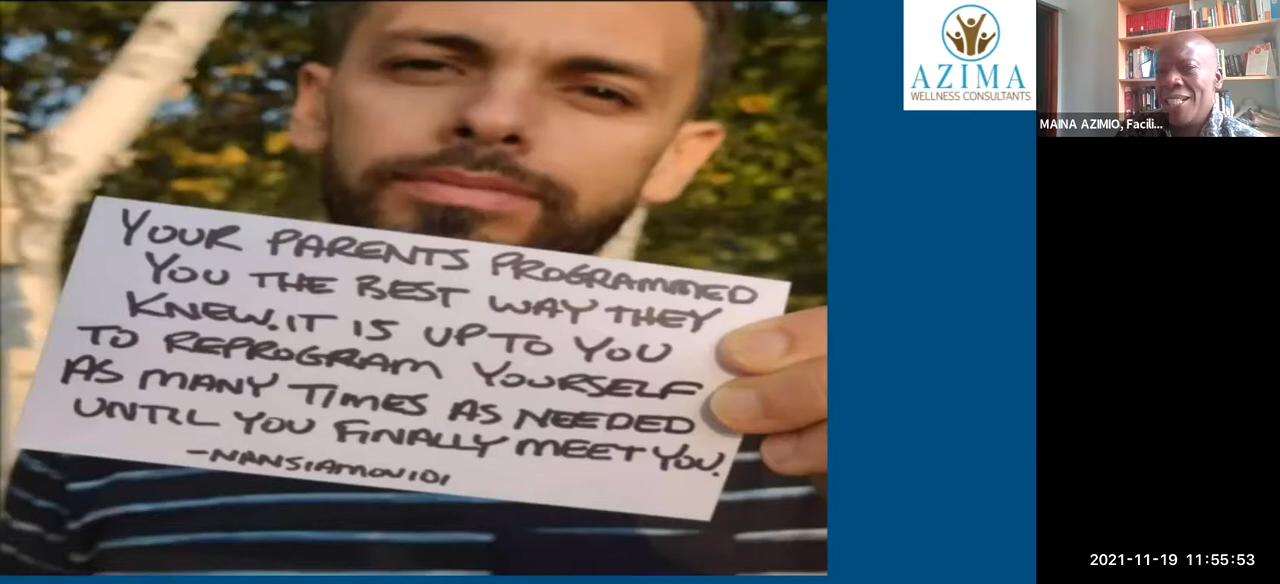 YOUR PARENTS PROGRAMMED
YOU THE BEST WAY THEY
KNEW. IT IS UP TO YOU
TO REPROGRAM YOURSELF
AS MANY TIMES AS NEEDED
UNTIL YOU FINALLY MEET YOU.
-NANSIAMOVIDI
AZIMA
WELLNESS CONSULTANTS
MAINA AZIMIO, Facili...
2021-11-19 11:55:53